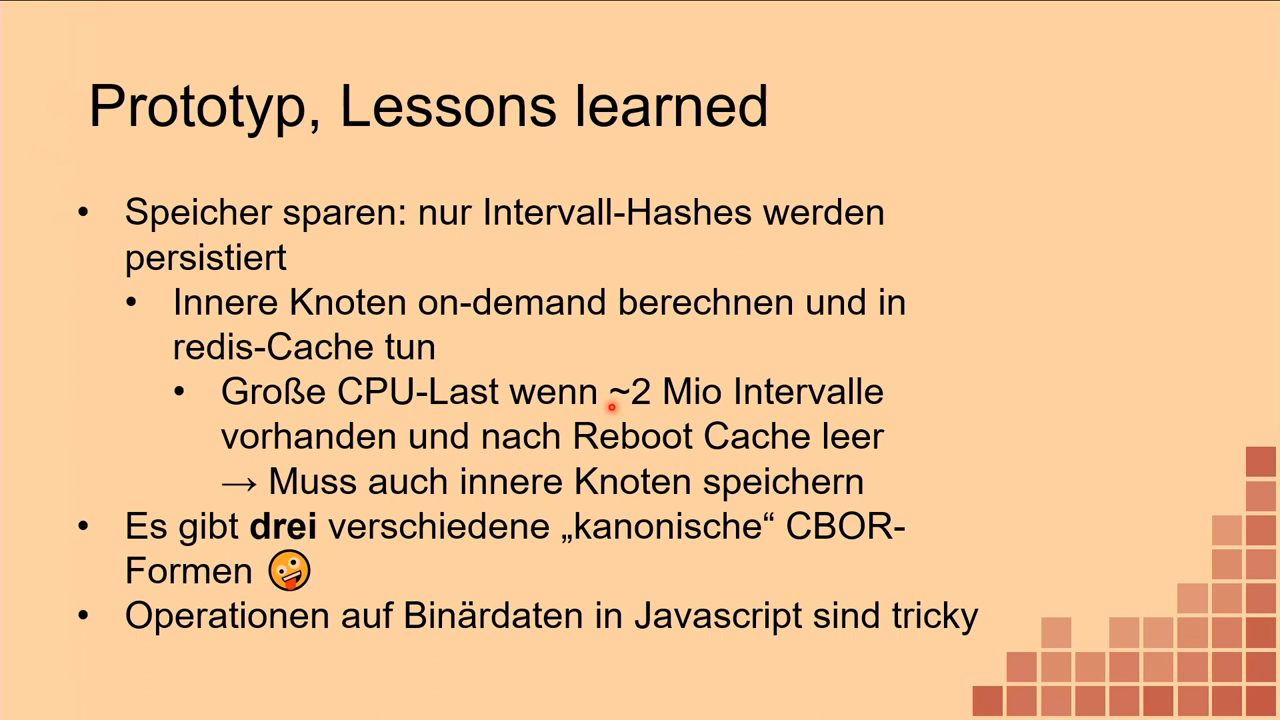 Prototyp, Lessons learned
• Speicher sparen: nur Intervall-Hashes werden
persistiert
• Innere Knoten on-demand berechnen und in
redis-Cache tun
• Große CPU-Last wenn ~2 Mio Intervalle
vorhanden und nach Reboot Cache leer
→ Muss auch innere Knoten speichern
• Es gibt drei verschiedene „kanonische“ CBOR-
Formen 🤪
• Operationen auf Binärdaten in Javascript sind tricky